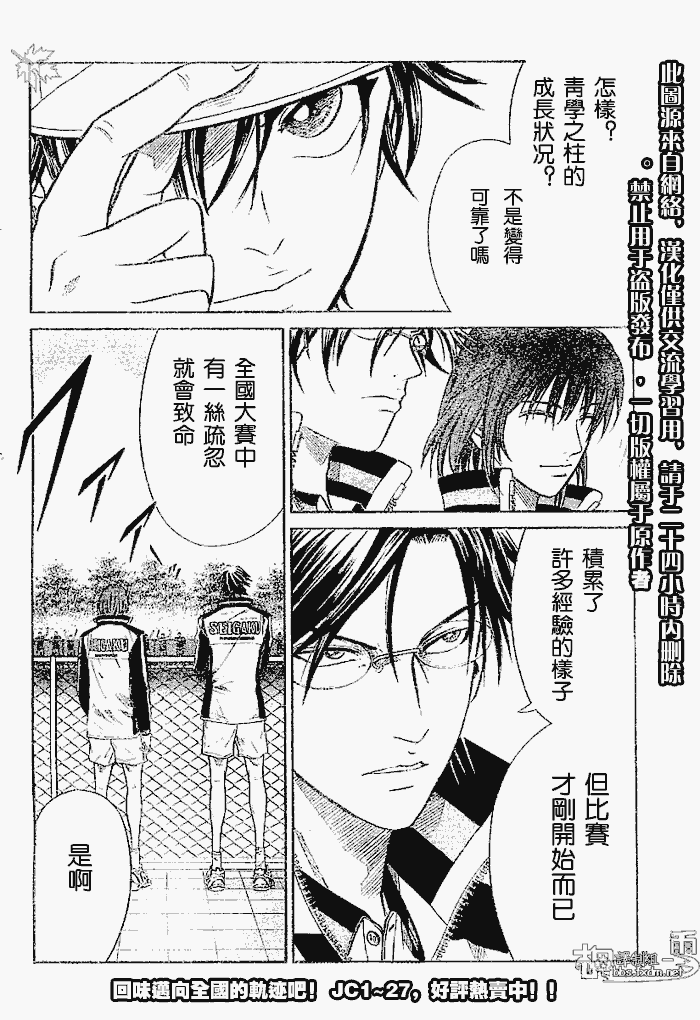 此圖源來自網絡，漢化僅供交流學習用，請于二十四小時內刪除
。禁止用于盜版發布，一切版權屬于原作者
怎樣？
青學之柱的
成長狀况？
不是變得
可靠了嗎
積累了
許多經驗的樣子
但比賽
才剛開始而已
全國大賽中
有一絲疏忽
就會致命
SEIGAKU
SEIGAKU
是啊
回味邁向全國的軌迹吧！ JC1~27，好評熱賣中！！
bbs.fxdm.net